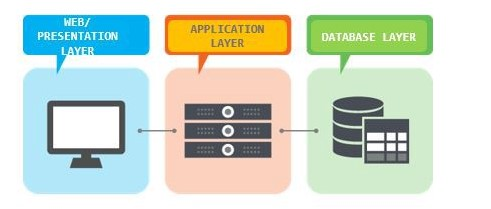 WEB/
PRESENTATION
LAYER
APPLICATION
LAYER
DATABASE LAYER